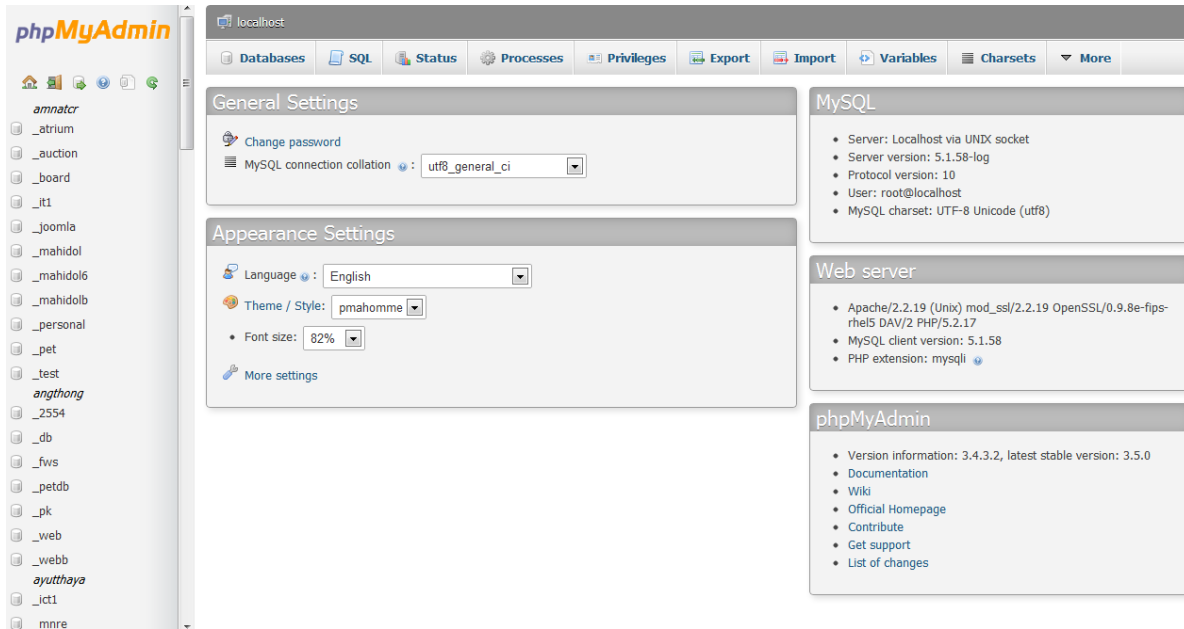 phpMyAdmin
amnatcr
_atrium
_auction
_board
_it1
_joomla
_mahidol
_mahidol6
_mahidolb
_personal
_pet
_test
angthong
_2554
_db
_fws
_petdb
_pk
_web
_webb
ayutthaya
_ict1
_mnre
localhost
Databases SQL Status Processes Privileges Export Import Variables Charsets More
General Settings
Change password
MySQL connection collation : utf8_general_ci
Appearance Settings
Language : English
Theme / Style: pmahomme
Font size: 82%
More settings
MySQL
Server: Localhost via UNIX socket
Server version: 5.1.58-log
Protocol version: 10
User: root@localhost
MySQL charset: UTF-8 Unicode (utf8)
Web server
Apache/2.2.19 (Unix) mod_ssl/2.2.19 OpenSSL/0.9.8e-fips-
rhel5 DAV/2 PHP/5.2.17
MySQL client version: 5.1.58
PHP extension: mysqli
phpMyAdmin
Version information: 3.4.3.2, latest stable version: 3.5.0
Documentation
Wiki
Official Homepage
Contribute
Get support
List of changes